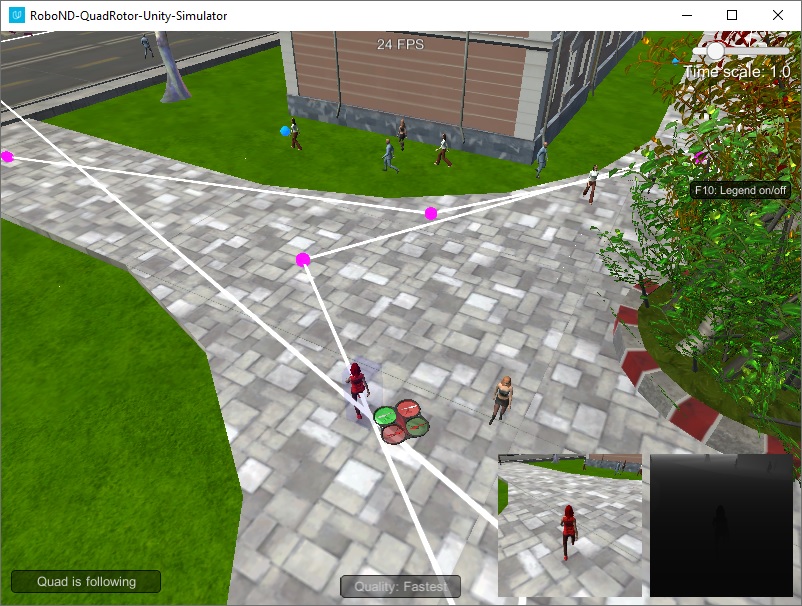 RoboND-QuadRotor-Unity-Simulator
24 FPS
Time scale: 1.0
F10: Legend on/off
Quad is following
Quality: Fastest